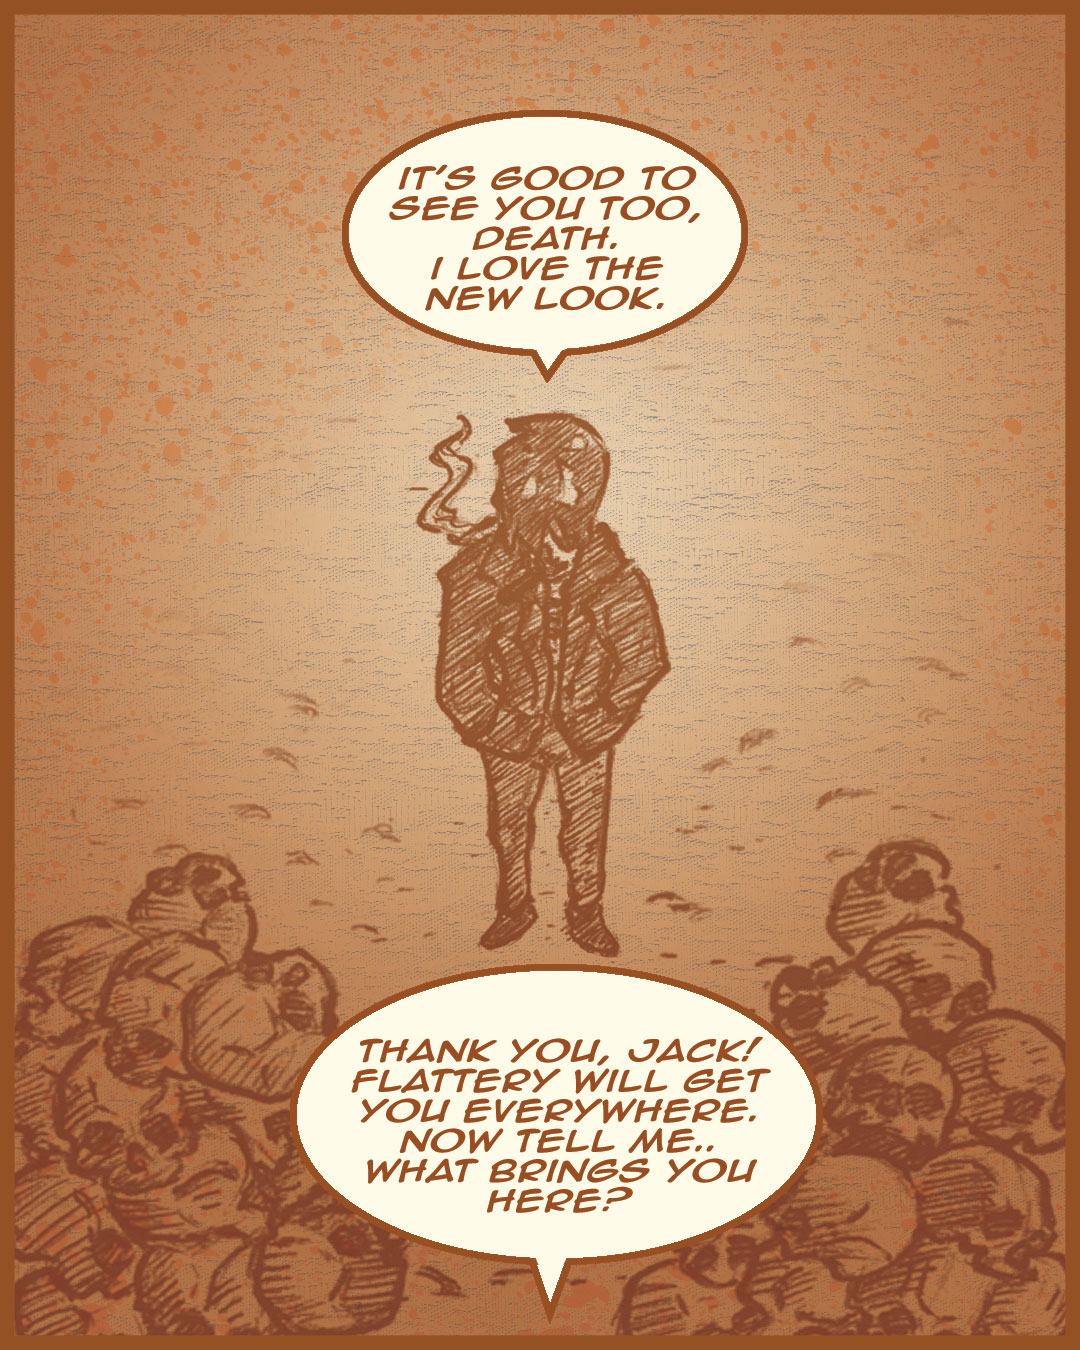 IT'S GOOD TO
SEE YOU TOO,
DEATH.
I LOVE THE
NEW LOOK.
THANK YOU, JACK!
FLATTERY WILL GET
YOU EVERYWHERE.
NOW TELL ME..
WHAT BRINGS YOU
HERE?